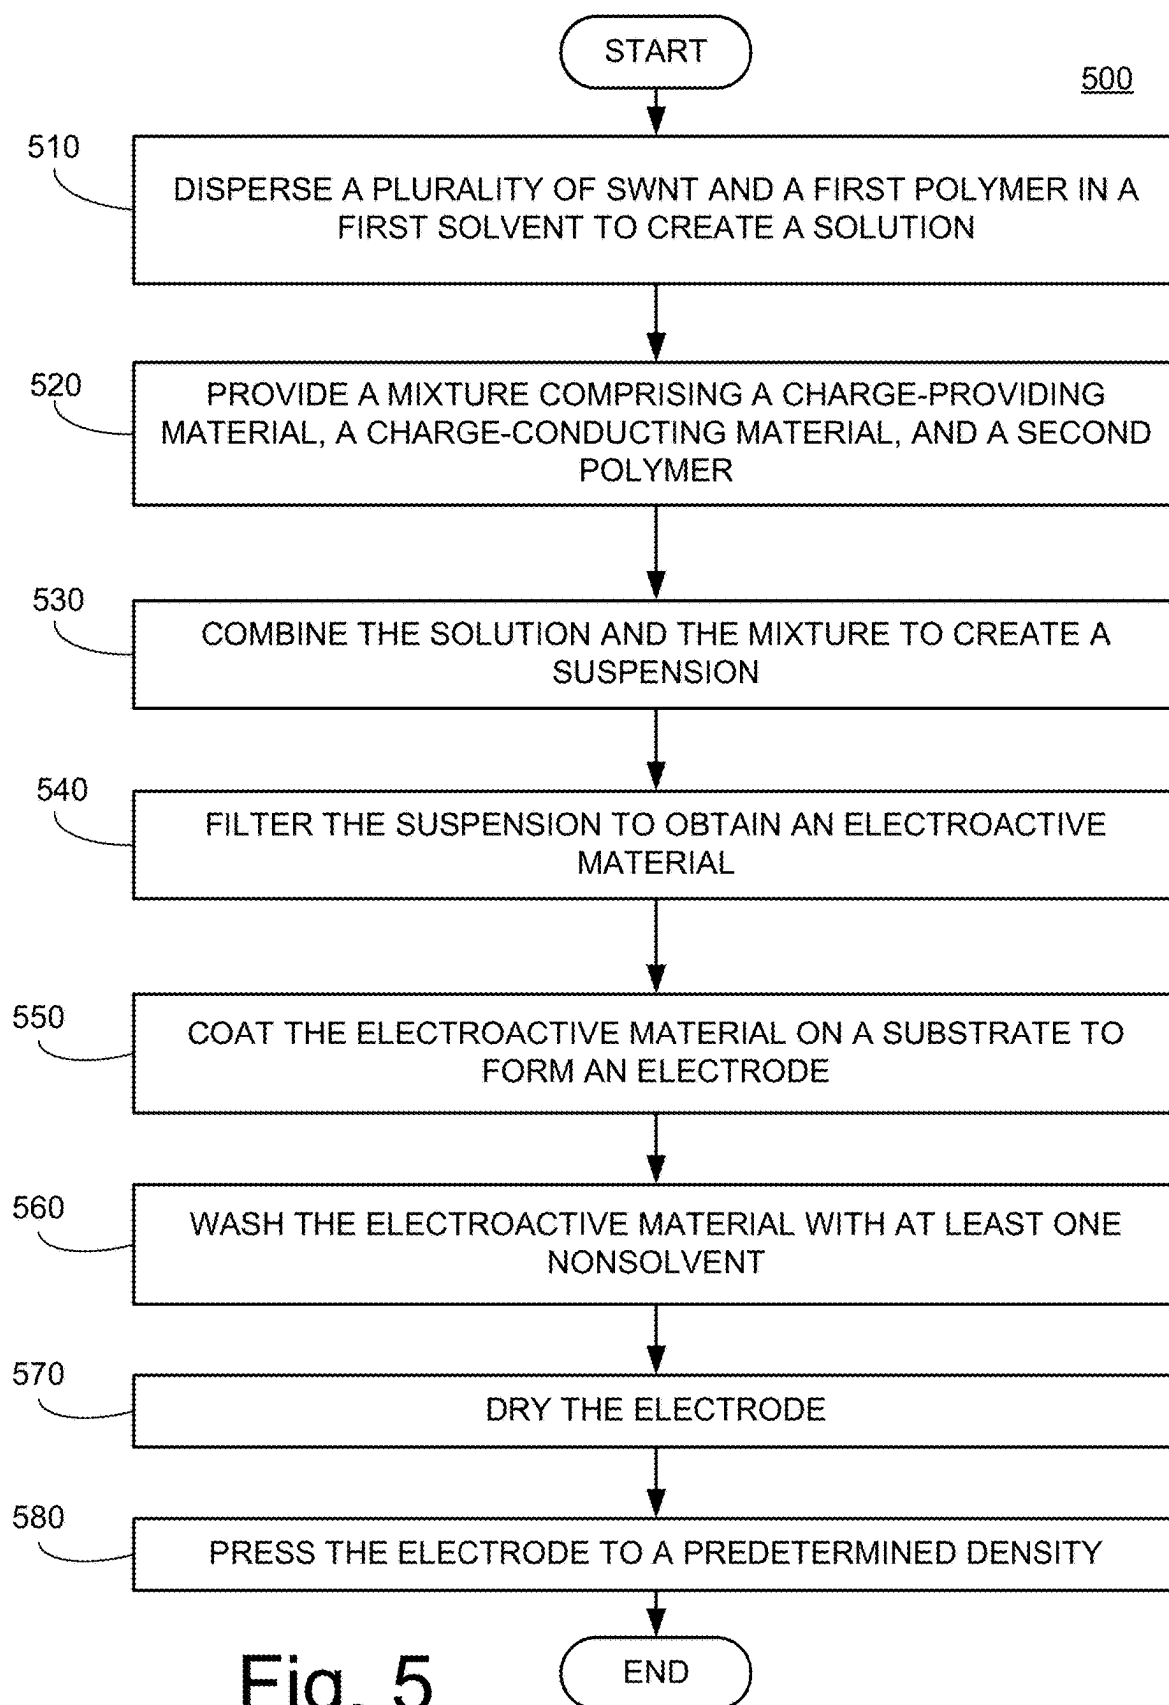 START
500
510
DISPERSE A PLURALITY OF SWNT AND A FIRST POLYMER IN A
FIRST SOLVENT TO CREATE A SOLUTION
520
PROVIDE A MIXTURE COMPRISING A CHARGE-PROVIDING
MATERIAL, A CHARGE-CONDUCTING MATERIAL, AND A SECOND
POLYMER
530
COMBINE THE SOLUTION AND THE MIXTURE TO CREATE A
SUSPENSION
540
FILTER THE SUSPENSION TO OBTAIN AN ELECTROACTIVE
MATERIAL
550
COAT THE ELECTROACTIVE MATERIAL ON A SUBSTRATE TO
FORM AN ELECTRODE
560
WASH THE ELECTROACTIVE MATERIAL WITH AT LEAST ONE
NONSOLVENT
570
DRY THE ELECTRODE
580
PRESS THE ELECTRODE TO A PREDETERMINED DENSITY
END
Fig. 5